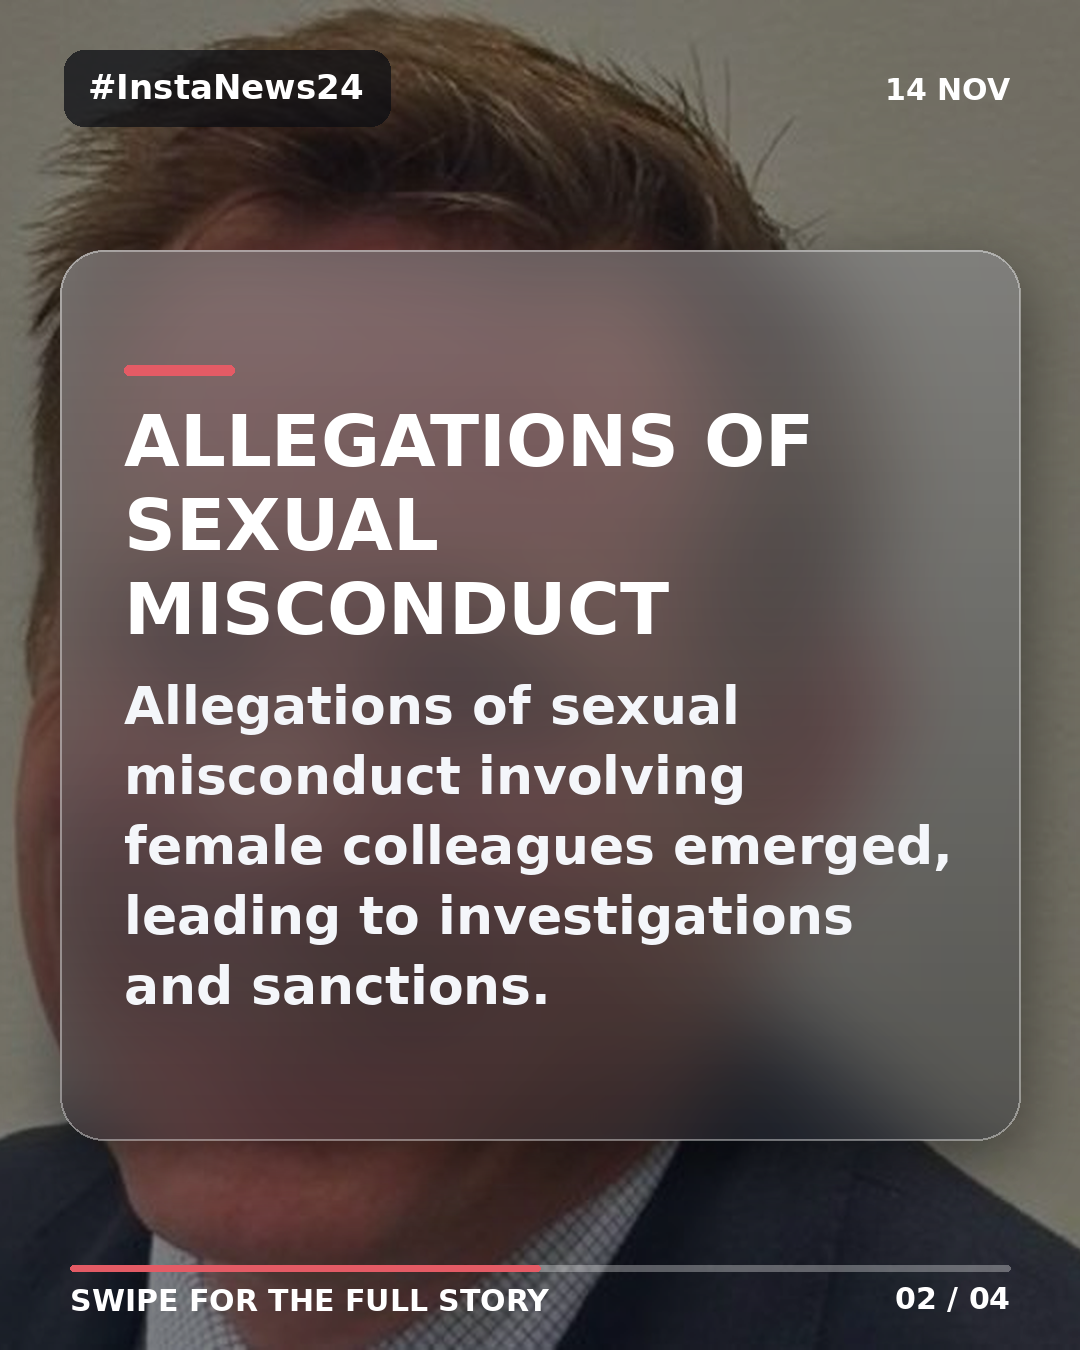 #InstaNews24
14 NOV
ALLEGATIONS OF
SEXUAL
MISCONDUCT
Allegations of sexual
misconduct involving
female colleagues emerged,
leading to investigations
and sanctions.
SWIPE FOR THE FULL STORY
02 / 04